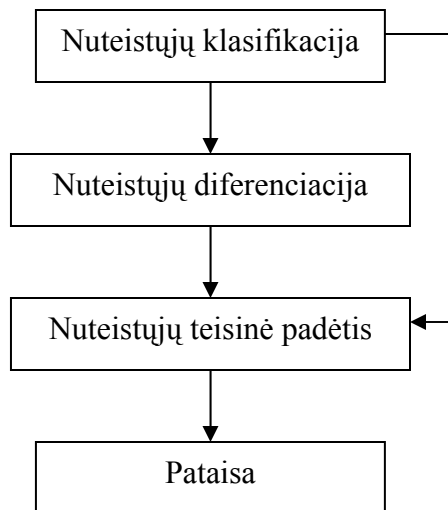 Nuteistųjų klasifikacija
Nuteistųjų diferenciacija
Nuteistųjų teisinė padėtis
Pataisa